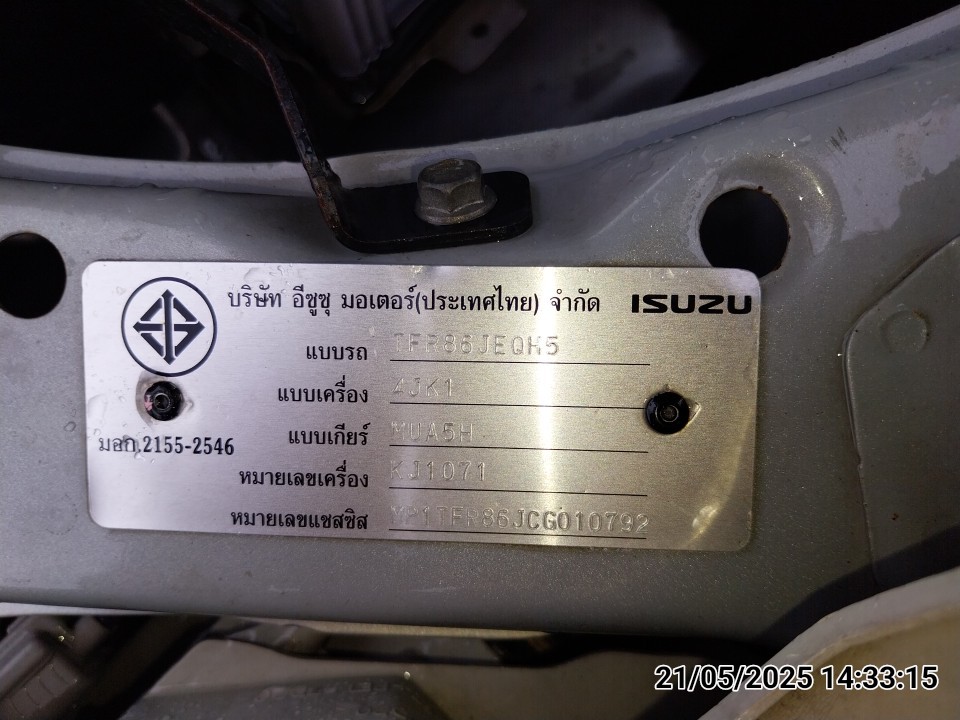 บริษัท อีซูซุ มอเตอร์(ประเทศไทย) จำกัด ISUZU
แบบรถ TFR86JEQH5
แบบเครื่อง 4JK1
แบบเกียร์ MUA5H
มอก.2155-2546
หมายเลขเครื่อง KJ1071
หมายเลขแชสซิส MP1TFR86JCG010792
21/05/2025 14:33:15